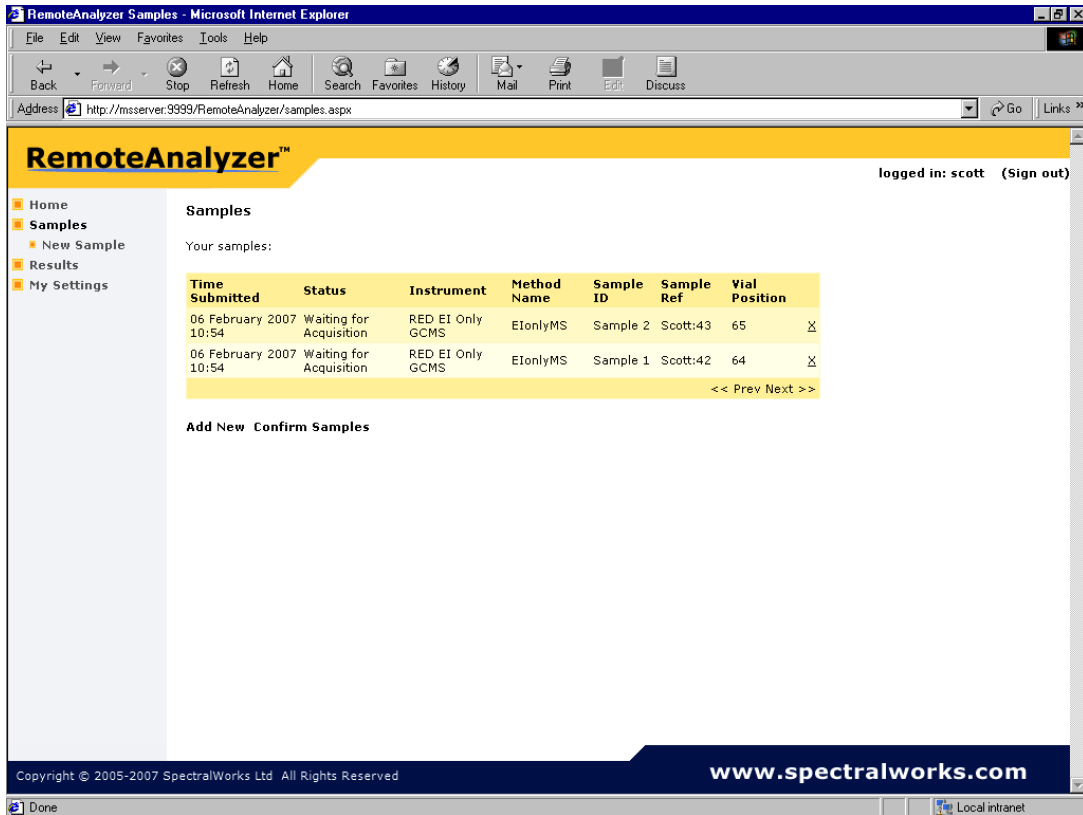 RemoteAnalyzer Samples - Microsoft Internet Explorer
File Edit View Favorites Tools Help
Back Forward Stop Refresh Home Search Favorites History Mail Print Edit Discuss
Address http://msserver:9999/RemoteAnalyzer/samples.aspx Go Links »
RemoteAnalyzer™
logged in: scott (Sign out)
Home
Samples
New Sample
Results
My Settings
Samples
Your samples:
Time Submitted Status Instrument Method Name Sample ID Sample Ref Vial Position
06 February 2007 10:54 Waiting for Acquisition RED EI Only GCMS EIonlyMS Sample 2 Scott:43 65 X
06 February 2007 10:54 Waiting for Acquisition RED EI Only GCMS EIonlyMS Sample 1 Scott:42 64 X
<< Prev Next >>
Add New Confirm Samples
Copyright © 2005-2007 SpectralWorks Ltd All Rights Reserved
www.spectralworks.com
Done Local intranet